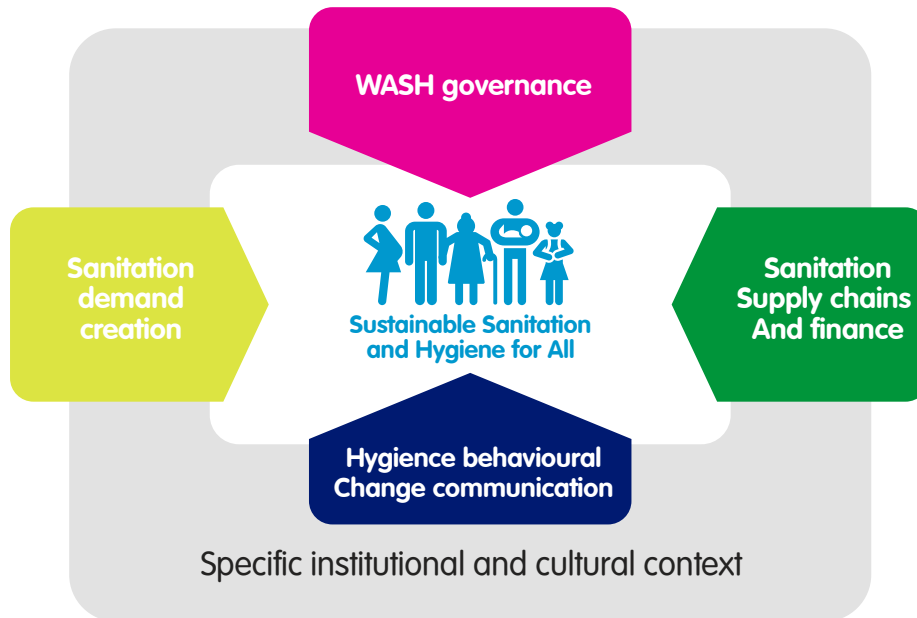 WASH governance
Sanitation
demand
creation
Sustainable Sanitation
and Hygiene for All
Sanitation
Supply chains
And finance
Hygience behavioural
Change communication
Specific institutional and cultural context